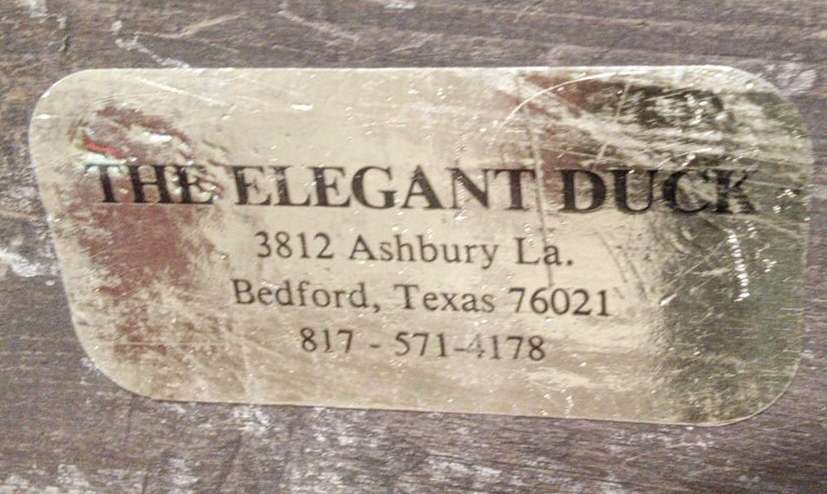 THE ELEGANT DUCK
3812 Ashbury La.
Bedford, Texas 76021
817 - 571-4178